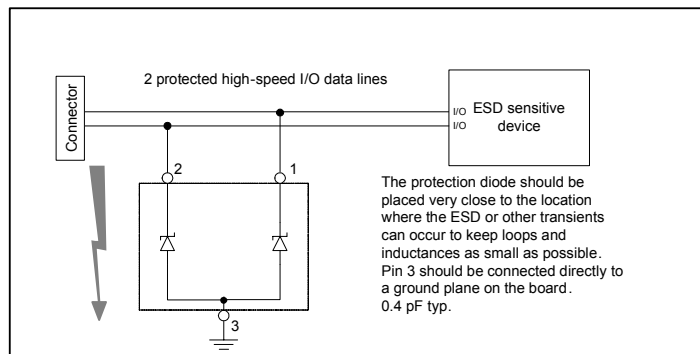 2 protected high-speed I/O data lines
Connector
I/O
I/O
ESD sensitive
device
2
1
3
The protection diode should be
placed very close to the location
where the ESD or other transients
can occur to keep loops and
inductances as small as possible.
Pin 3 should be connected directly to
a ground plane on the board.
0.4 pF typ.